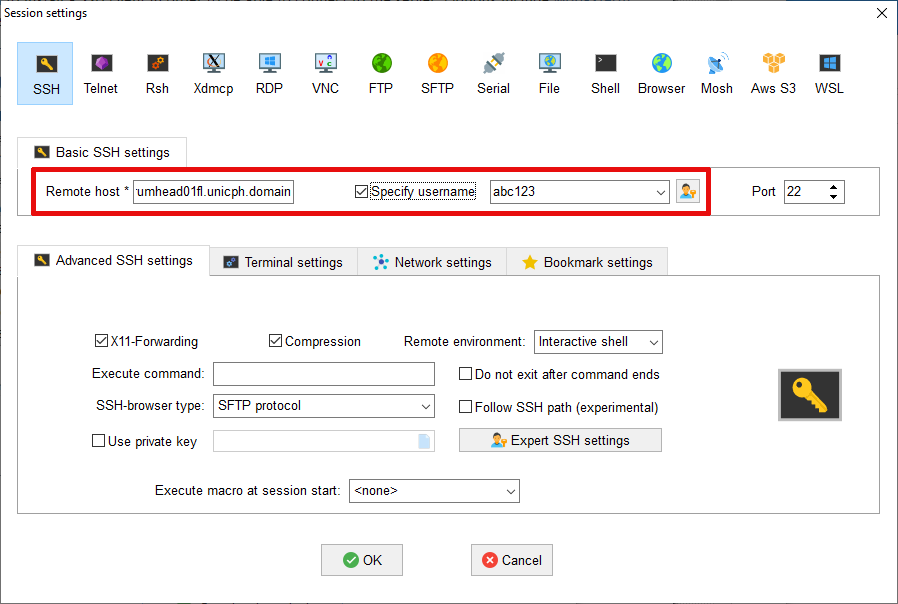 Session settings
SSH Telnet Rsh Xdmcp RDP VNC FTP SFTP Serial File Shell Browser Mosh Aws S3 WSL
Basic SSH settings
Remote host * umhead01fl.unicph.domain Specify username abc123 Port 22
Advanced SSH settings Terminal settings Network settings Bookmark settings
X11-Forwarding Compression Remote environment: Interactive shell
Execute command: Do not exit after command ends
SSH-browser type: SFTP protocol Follow SSH path (experimental)
Use private key Expert SSH settings
Execute macro at session start: <none>
OK Cancel